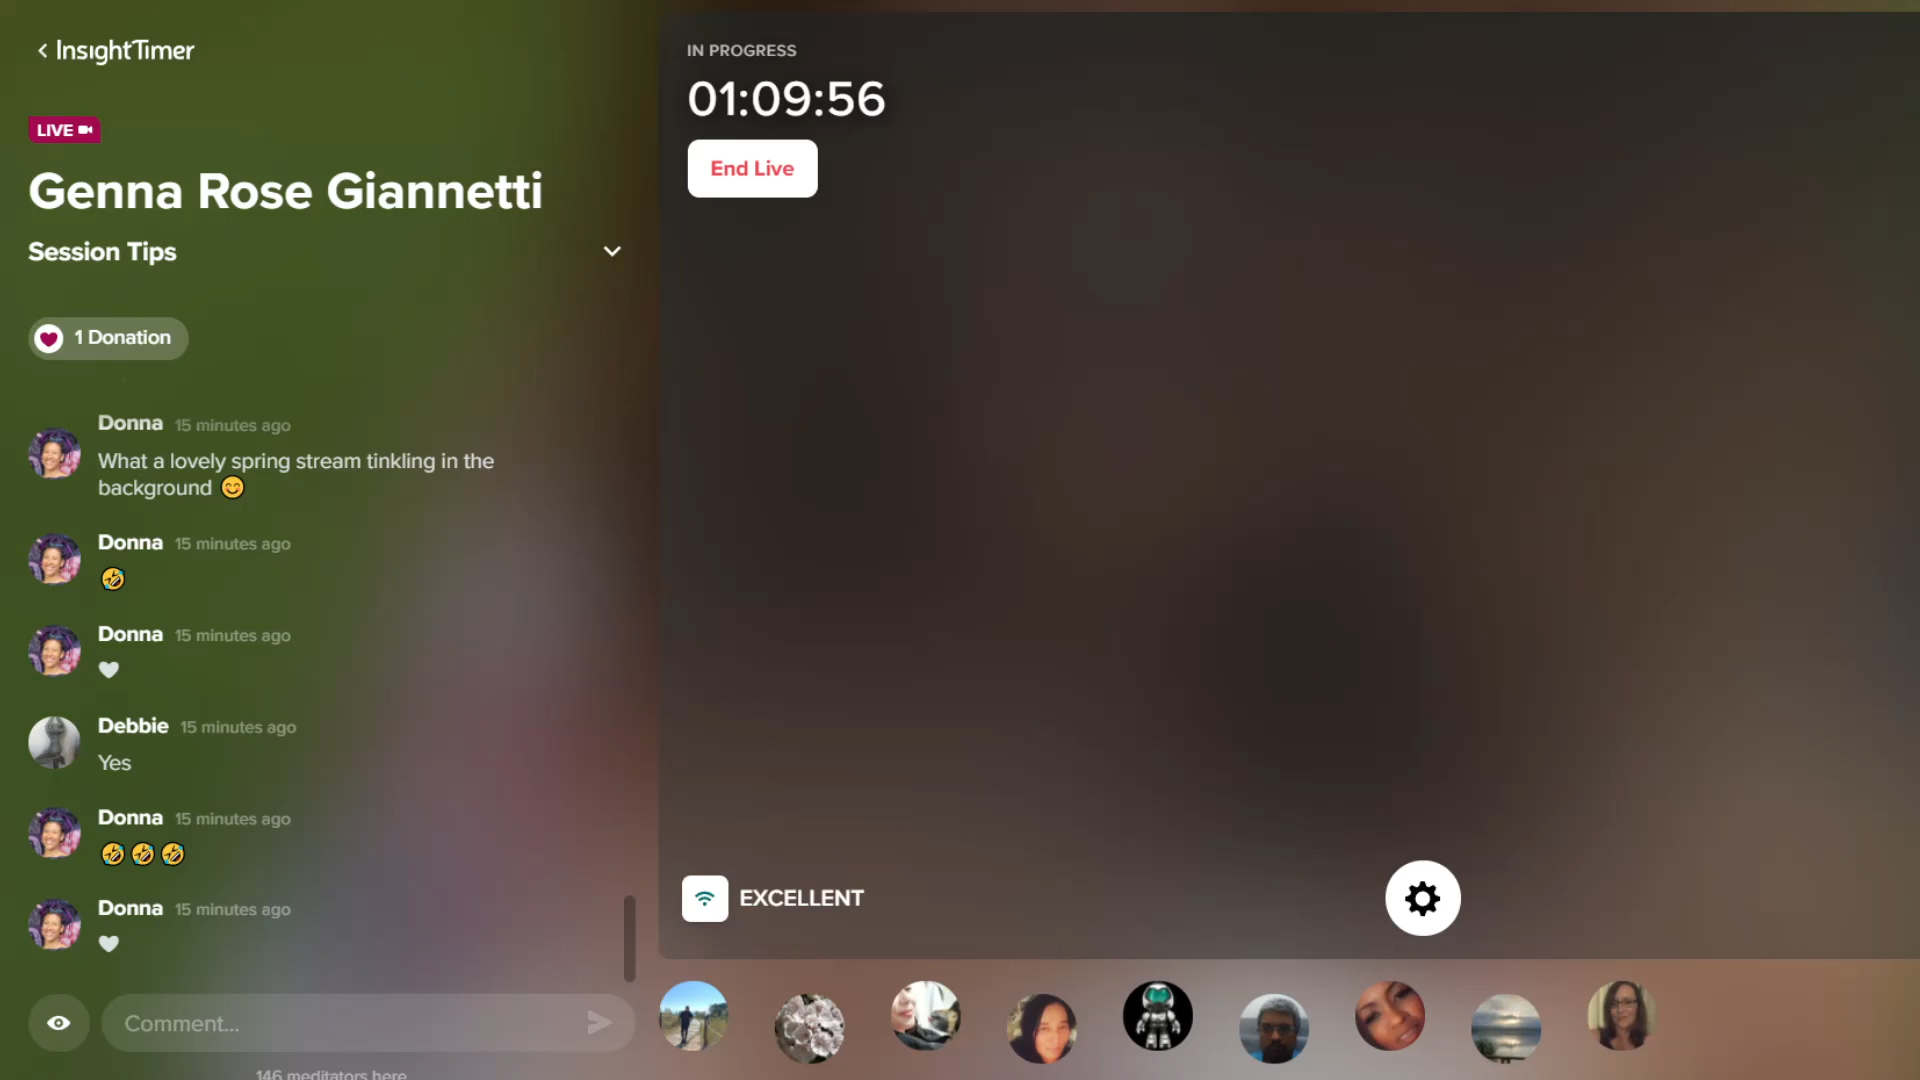 InsightTimer
LIVE
Genna Rose Giannetti
Session Tips
1 Donation
Donna 15 minutes ago
What a lovely spring stream tinkling in the
background 😊
Donna 15 minutes ago
🤣
Donna 15 minutes ago
🤍
Debbie 15 minutes ago
Yes
Donna 15 minutes ago
🤣🤣🤣
Donna 15 minutes ago
🤍
Comment...
146 meditators here
IN PROGRESS
01:09:56
End Live
EXCELLENT